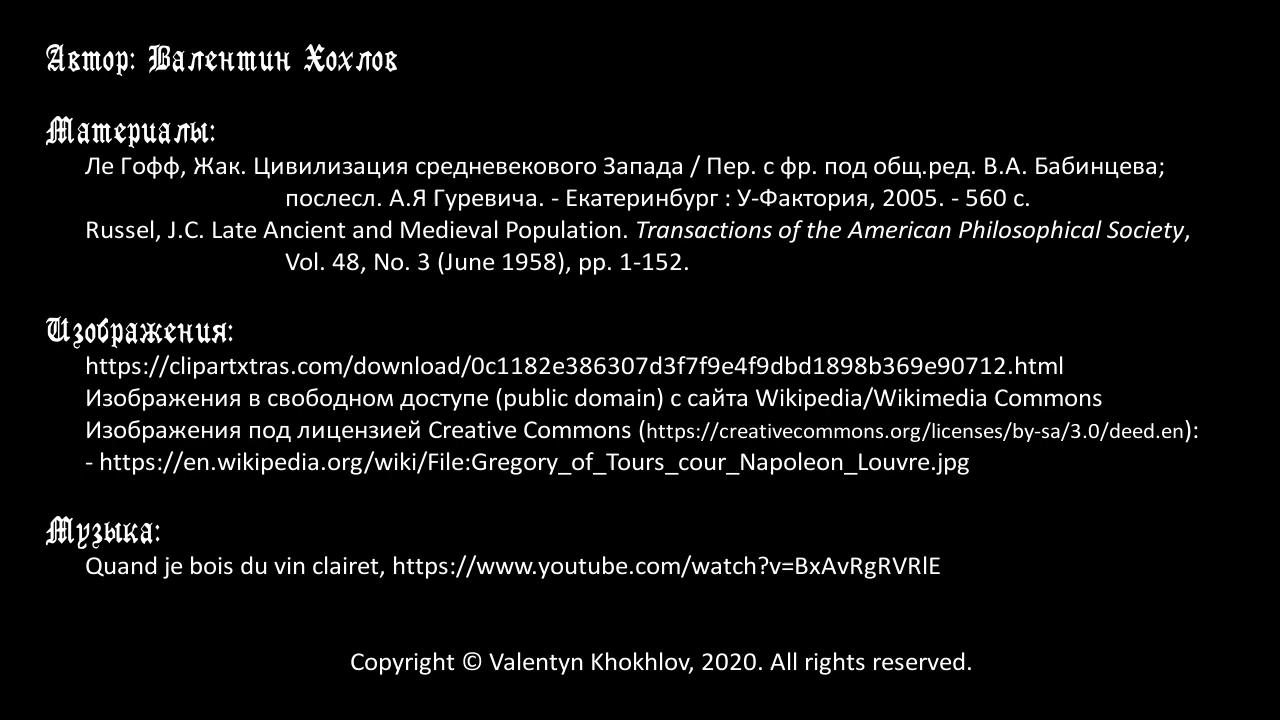 Автор: Валентин Хохлов
Материалы:
Ле Гофф, Жак. Цивилизация средневекового Запада / Пер. с фр. под общ.ред. В.А. Бабинцева;
послесл. А.Я Гуревича. - Екатеринбург : У-Фактория, 2005. - 560 с.
Russel, J.C. Late Ancient and Medieval Population. Transactions of the American Philosophical Society,
Vol. 48, No. 3 (June 1958), pp. 1-152.
Изображения:
https://clipartxtras.com/download/0c1182e386307d3f7f9e4f9dbd1898b369e90712.html
Изображения в свободном доступе (public domain) с сайта Wikipedia/Wikimedia Commons
Изображения под лицензией Creative Commons (https://creativecommons.org/licenses/by-sa/3.0/deed.en):
- https://en.wikipedia.org/wiki/File:Gregory_of_Tours_cour_Napoleon_Louvre.jpg
Музыка:
Quand je bois du vin clairet, https://www.youtube.com/watch?v=BxAvRgRVRlE
Copyright © Valentyn Khokhlov, 2020. All rights reserved.